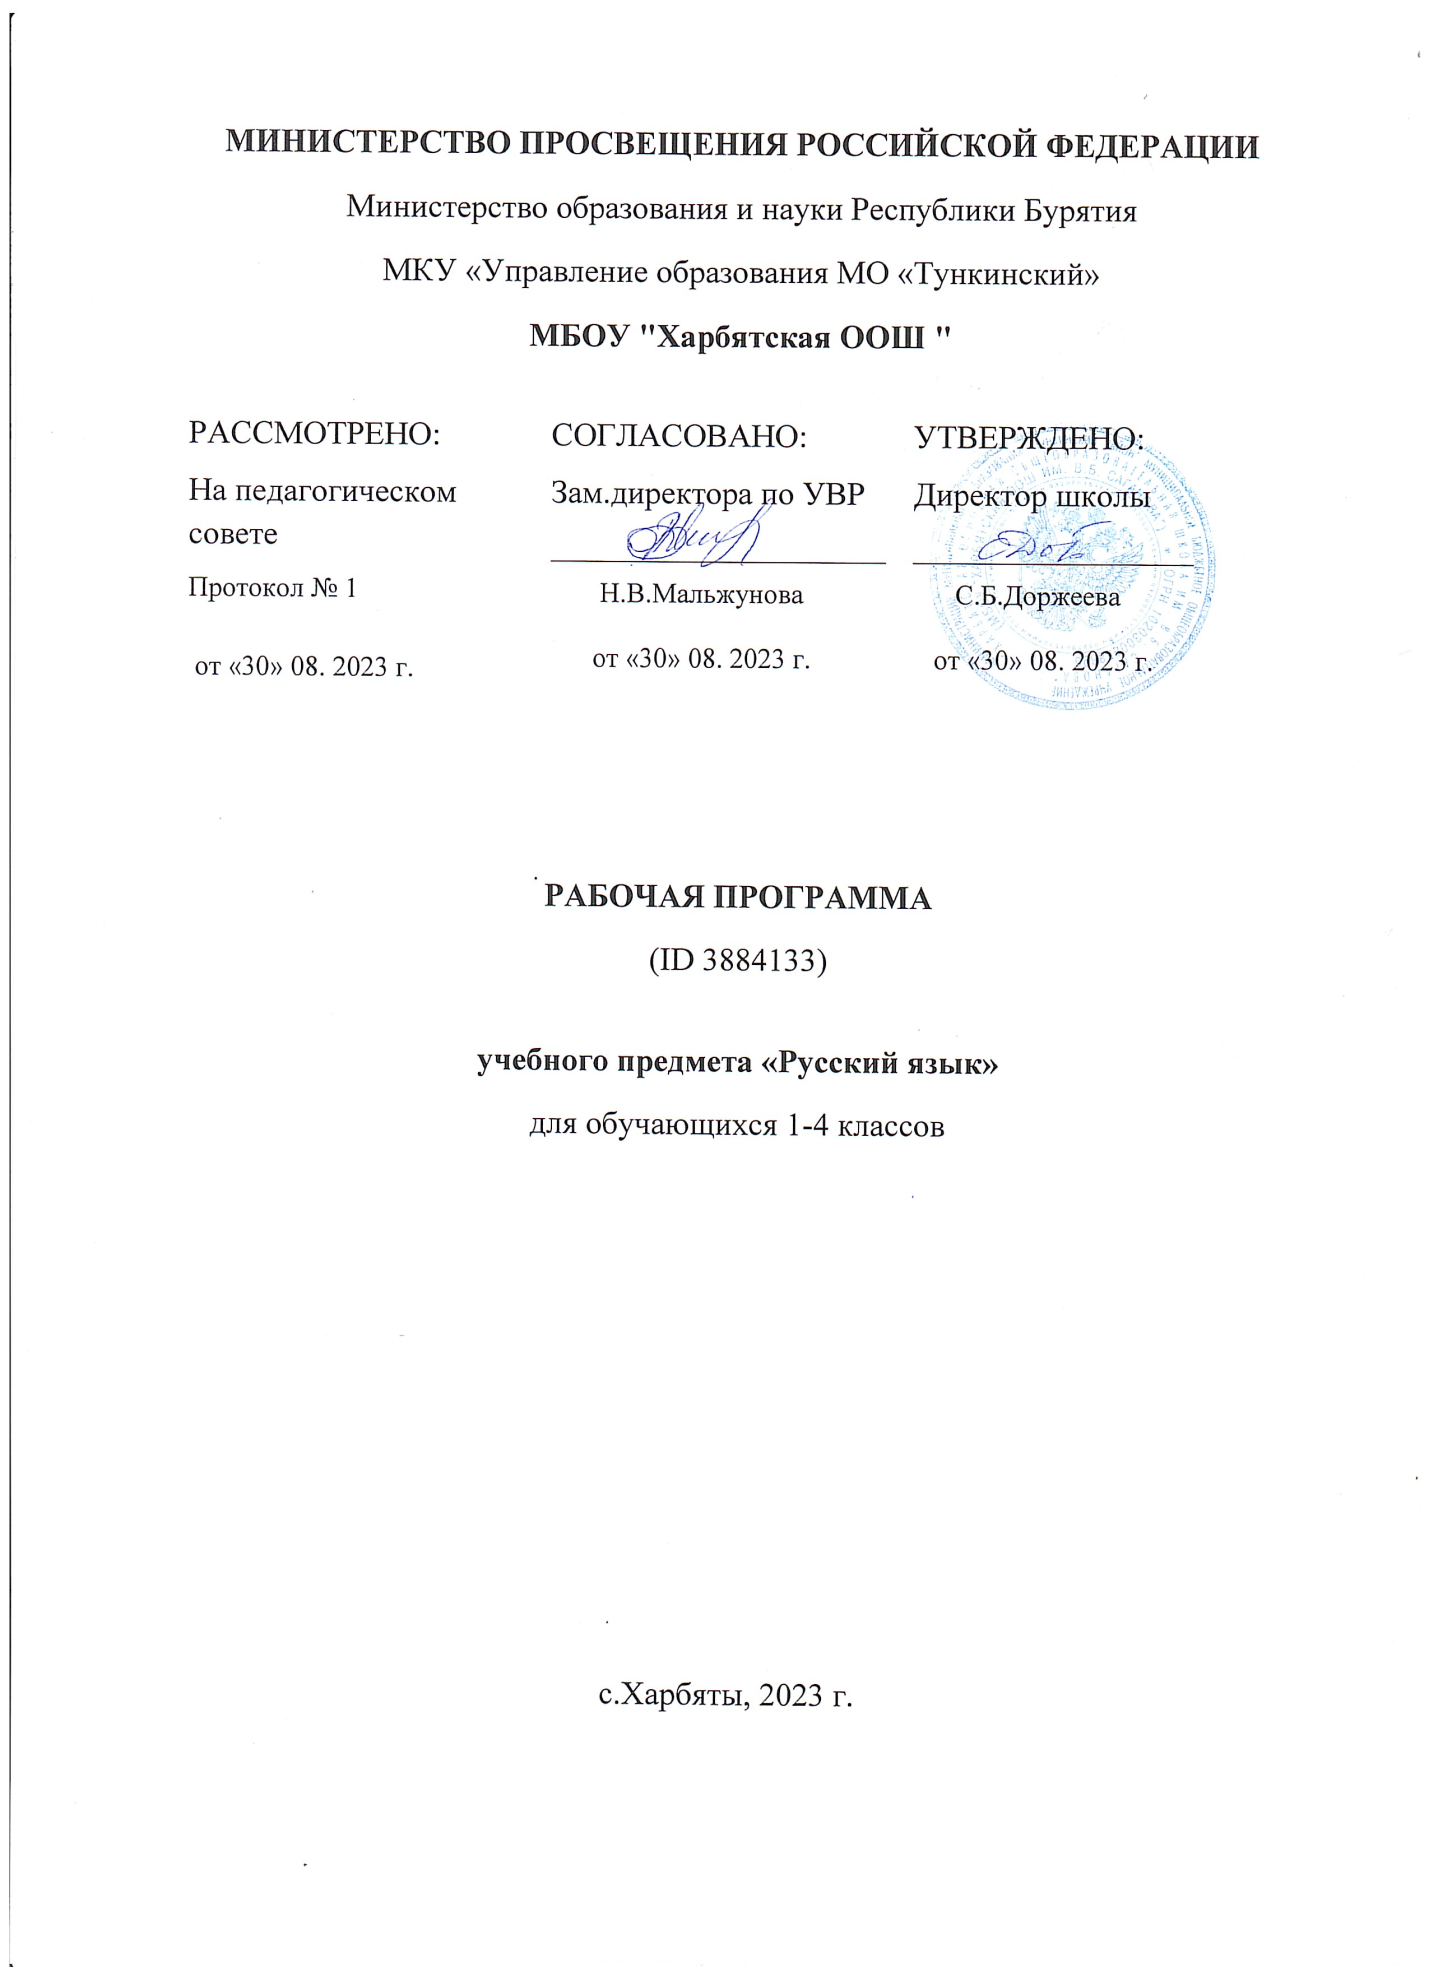 МИНИСТЕРСТВО ПРОСВЕЩЕНИЯ РОССИЙСКОЙ ФЕДЕРАЦИИ
Министерство образования и науки Республики Бурятия
МКУ «Управление образования МО «Тункинский»
МБОУ "Харбятская ООШ "
РАССМОТРЕНО:
На педагогическом
совете
Протокол № 1
от «30» 08. 2023 г.
СОГЛАСОВАНО:
Зам.директора по УВР
Н.В.Мальжунова
от «30» 08. 2023 г.
УТВЕРЖДЕНО:
Директор школы
С.Б.Доржеева
от «30» 08. 2023 г.
РАБОЧАЯ ПРОГРАММА
(ID 3884133)
учебного предмета «Русский язык»
для обучающихся 1-4 классов
с.Харбяты, 2023 г.